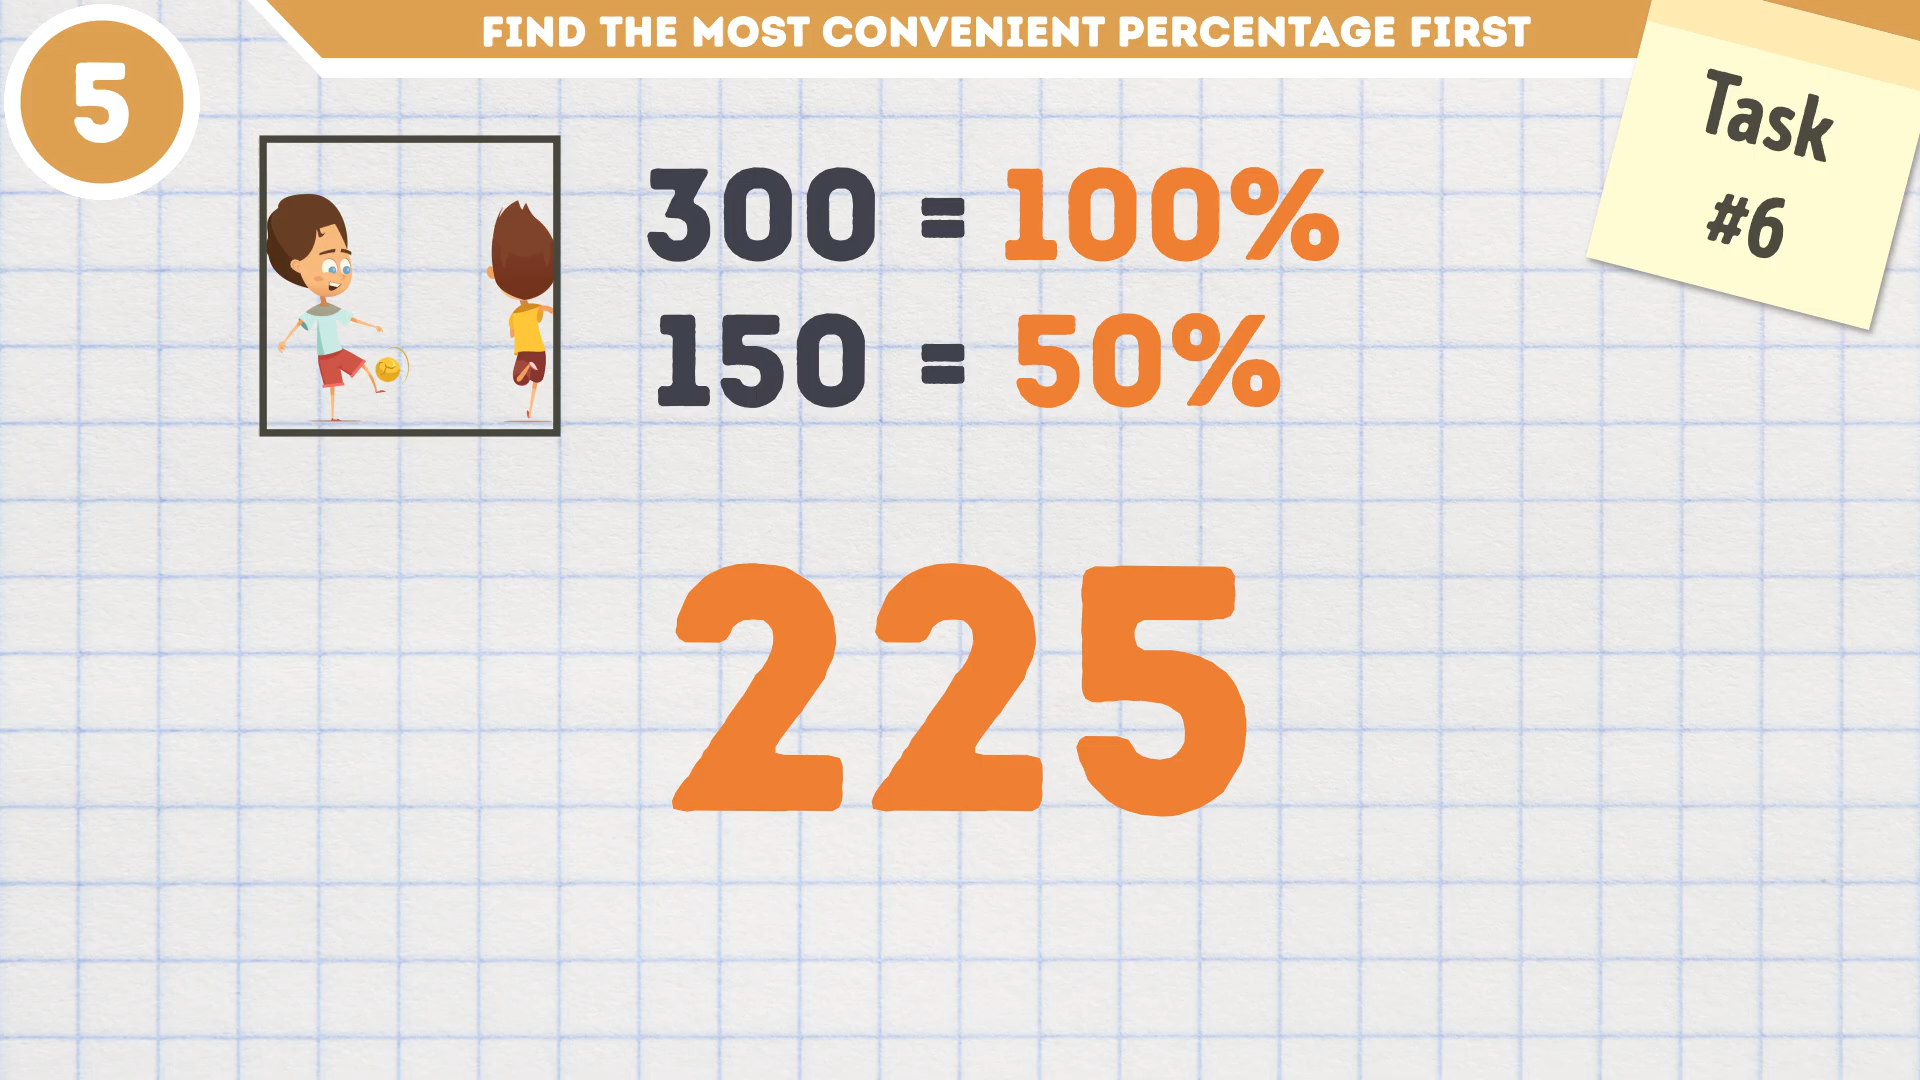 5
FIND THE MOST CONVENIENT PERCENTAGE FIRST
Task
#6
300 = 100%
150 = 50%
225